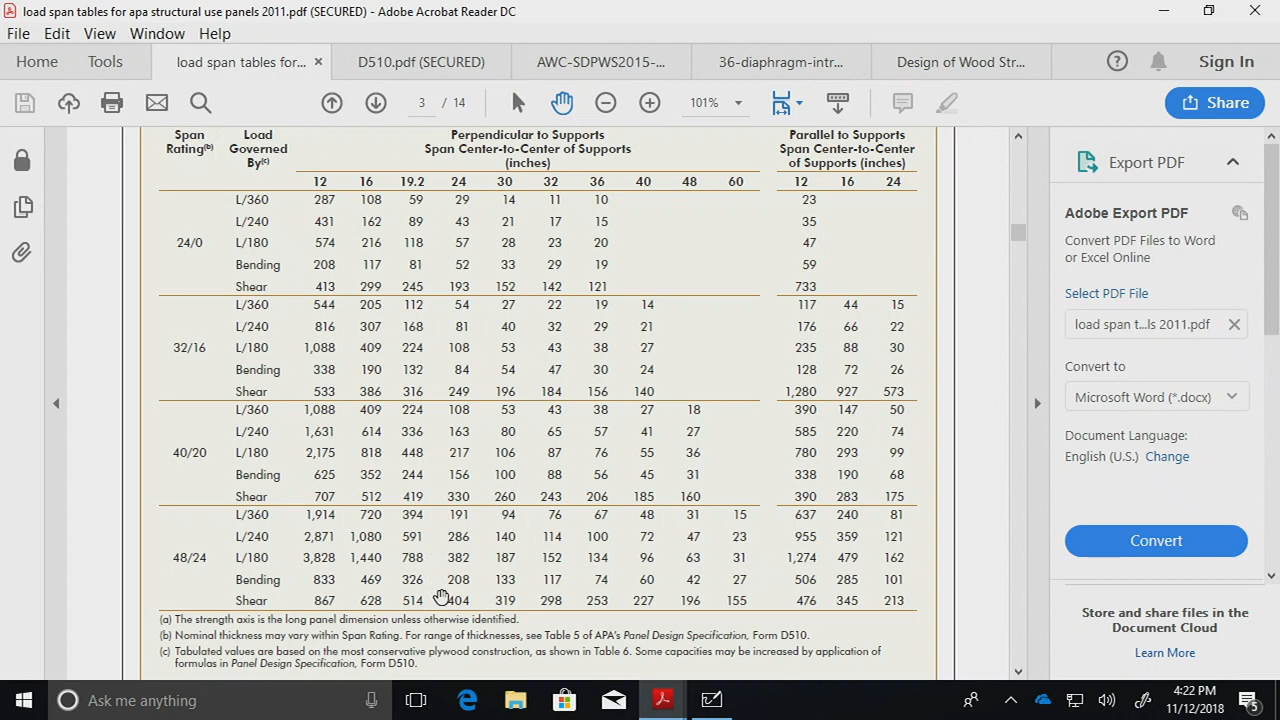 load span tables for apa structural use panels 2011.pdf (SECURED) - Adobe Acrobat Reader DC
File Edit View Window Help
Home Tools load span tables for... × D510.pdf (SECURED) AWC-SDPWS2015-... 36-diaphragm-intr... Design of Wood Str... Sign In
3 / 14 101% Share
Span Rating(b) Load Governed By(c) Perpendicular to Supports Span Center-to-Center of Supports (inches) Parallel to Supports Span Center-to-Center of Supports (inches)
12 16 19.2 24 30 32 36 40 48 60 12 16 24
L/360 287 108 59 29 14 11 10 23
L/240 431 162 89 43 21 17 15 35
24/0 L/180 574 216 118 57 28 23 20 47
Bending 208 117 81 52 33 29 19 59
Shear 413 299 245 193 152 142 121 733
L/360 544 205 112 54 27 22 19 14 117 44 15
L/240 816 307 168 81 40 32 29 21 176 66 22
32/16 L/180 1,088 409 224 108 53 43 38 27 235 88 30
Bending 338 190 132 84 54 47 30 24 128 72 26
Shear 533 386 316 249 196 184 156 140 1,280 927 573
L/360 1,088 409 224 108 53 43 38 27 18 390 147 50
L/240 1,631 614 336 163 80 65 57 41 27 585 220 74
40/20 L/180 2,175 818 448 217 106 87 76 55 36 780 293 99
Bending 625 352 244 156 100 88 56 45 31 338 190 68
Shear 707 512 419 330 260 243 206 185 160 390 283 175
L/360 1,914 720 394 191 94 76 67 48 31 15 637 240 81
L/240 2,871 1,080 591 286 140 114 100 72 47 23 955 359 121
48/24 L/180 3,828 1,440 788 382 187 152 134 96 63 31 1,274 479 162
Bending 833 469 326 208 133 117 74 60 42 27 506 285 101
Shear 867 628 514 404 319 298 253 227 196 155 476 345 213
(a) The strength axis is the long panel dimension unless otherwise identified.
(b) Nominal thickness may vary within Span Rating. For range of thicknesses, see Table 5 of APA's Panel Design Specification, Form D510.
(c) Tabulated values are based on the most conservative plywood construction, as shown in Table 6. Some capacities may be increased by application of
formulas in Panel Design Specification, Form D510.
Export PDF
Adobe Export PDF
Convert PDF Files to Word
or Excel Online
Select PDF File
load span t...ls 2011.pdf
Convert to
Microsoft Word (*.docx)
Document Language:
English (U.S.) Change
Convert
Store and share files in the
Document Cloud
Learn More
Ask me anything
4:22 PM
11/12/2018
5